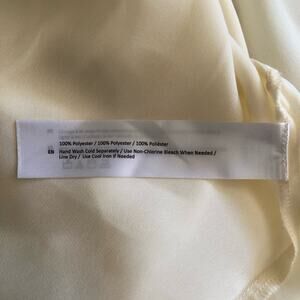 100% Polyester / 100% Polyester / 100% Poliéster
EN Hand Wash Cold Separately / Use Non-Chlorine Bleach When Needed /
Line Dry / Use Cool Iron If Needed